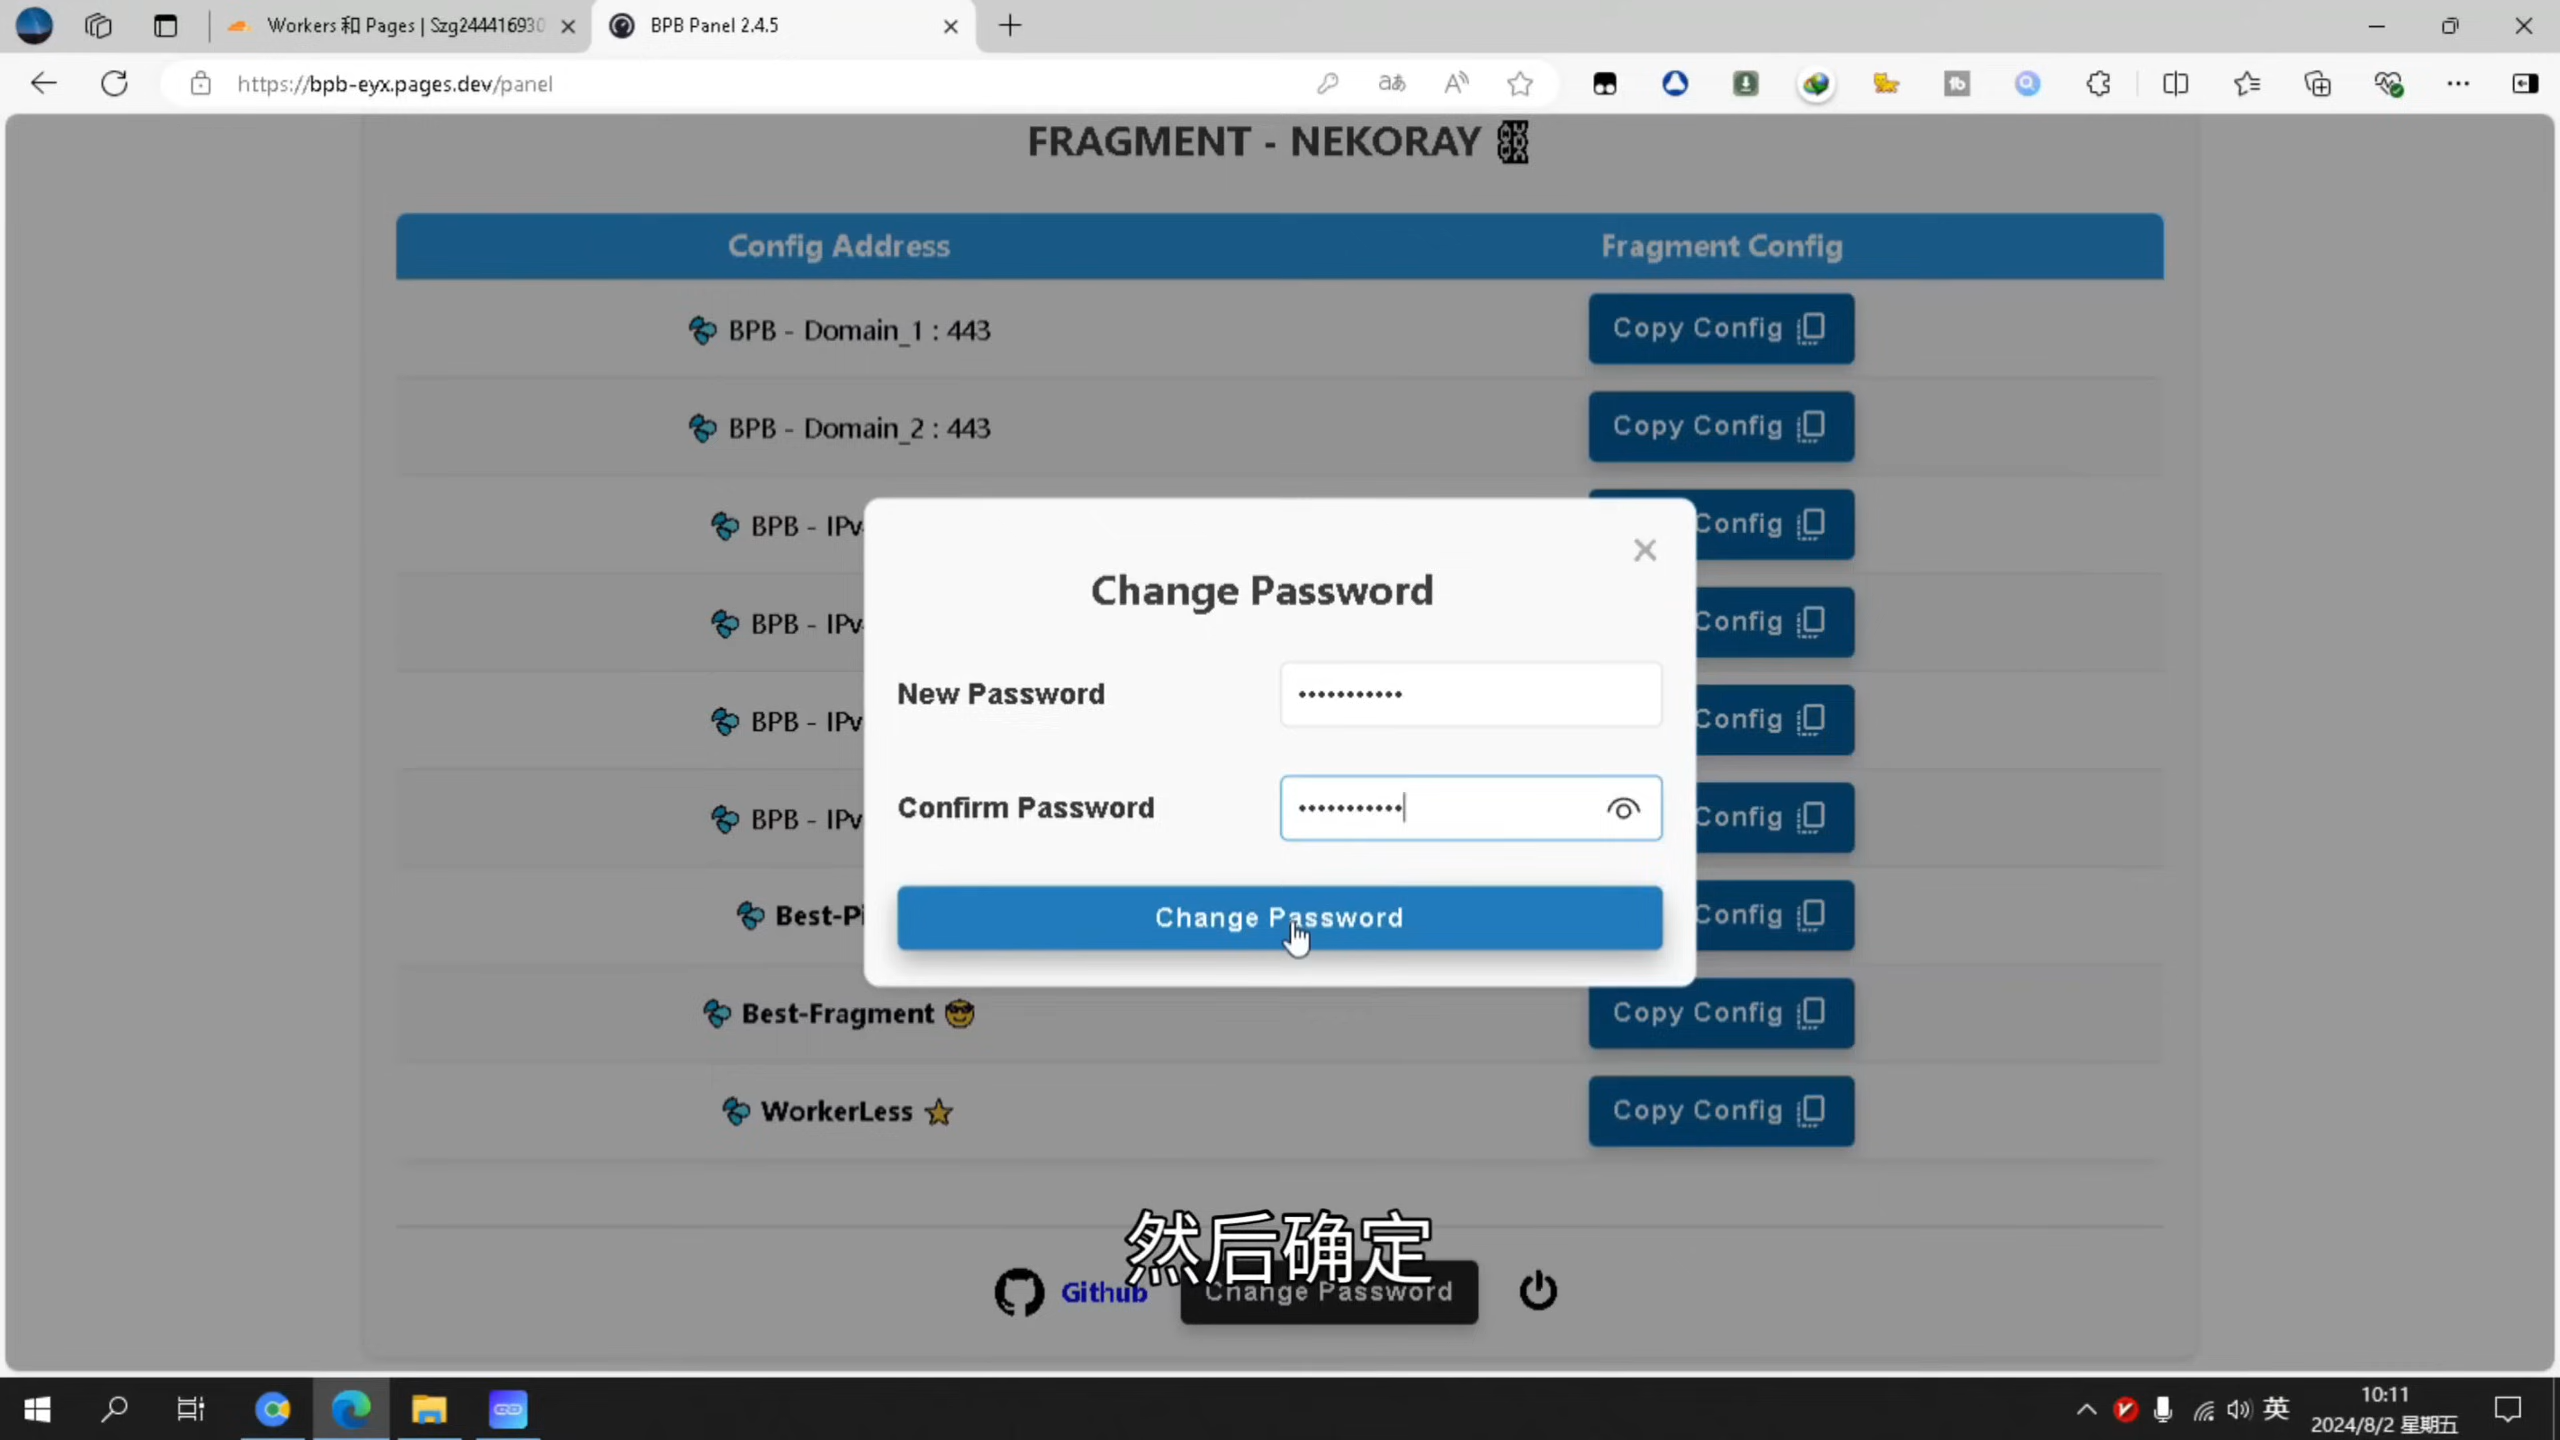 Workers 和 Pages | Szg244416930
BPB Panel 2.4.5
https://bpb-eyx.pages.dev/panel
FRAGMENT - NEKORAY
Config Address
Fragment Config
BPB - Domain_1 : 443
Copy Config
BPB - Domain_2 : 443
Copy Config
BPB - IPv
Config
BPB - IPv
Config
BPB - IPv
Config
BPB - IPv
Config
Best-Pi
Config
Change Password
New Password
•••••••••••
Confirm Password
•••••••••••
Change Password
Best-Fragment 😎
Copy Config
WorkerLess ⭐
Copy Config
然后确定
Github
Change Password
英
10:11
2024/8/2 星期五